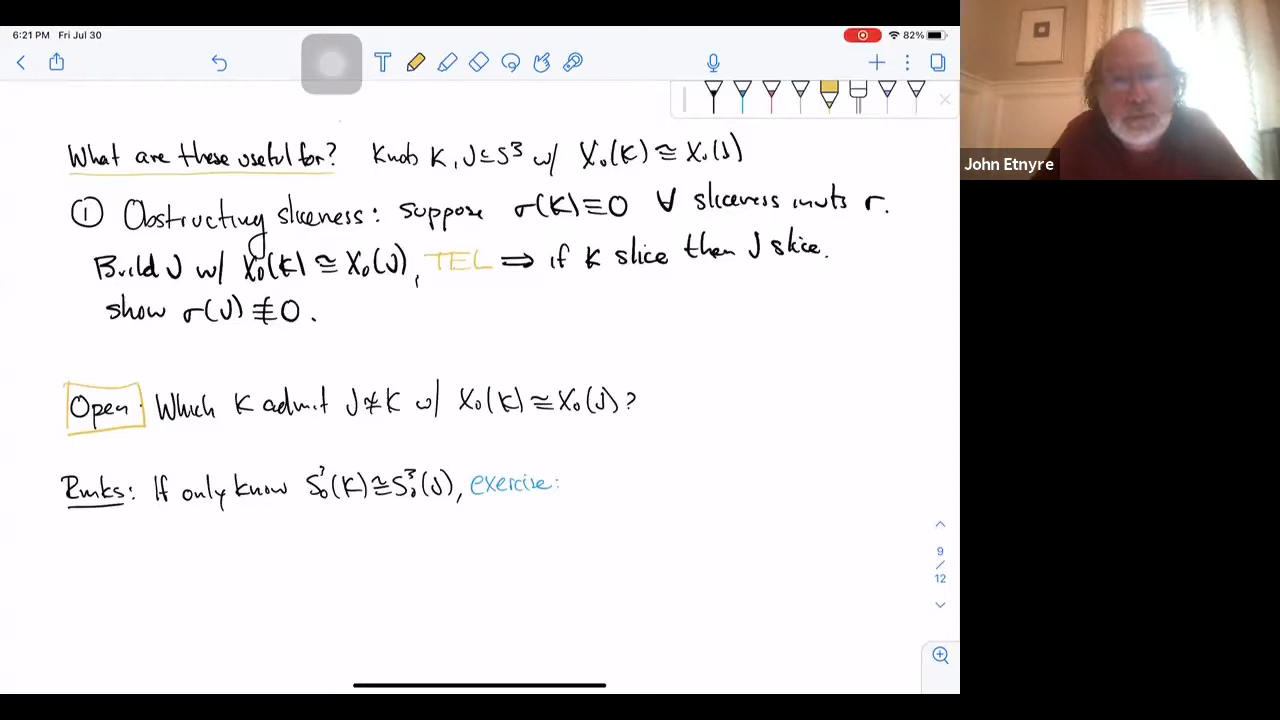 6:21 PM Fri Jul 30
82%
What are these useful for? Knots K, J ⊆ S³ w/ X₀(K) ≅ X₀(J)
① Obstructing sliceness: suppose σ(K)≡0 ∀ sliceness invts σ.
Build J w/ X₀(K) ≅ X₀(J), TEL ⟹ if K slice then J slice.
show σ(J) ≢ 0.
Open: Which K admit J≄K w/ X₀(K) ≅ X₀(J)?
Rmks: If only know S³₀(K)≅S³₀(J), exercise:
9
/
12
John Etnyre